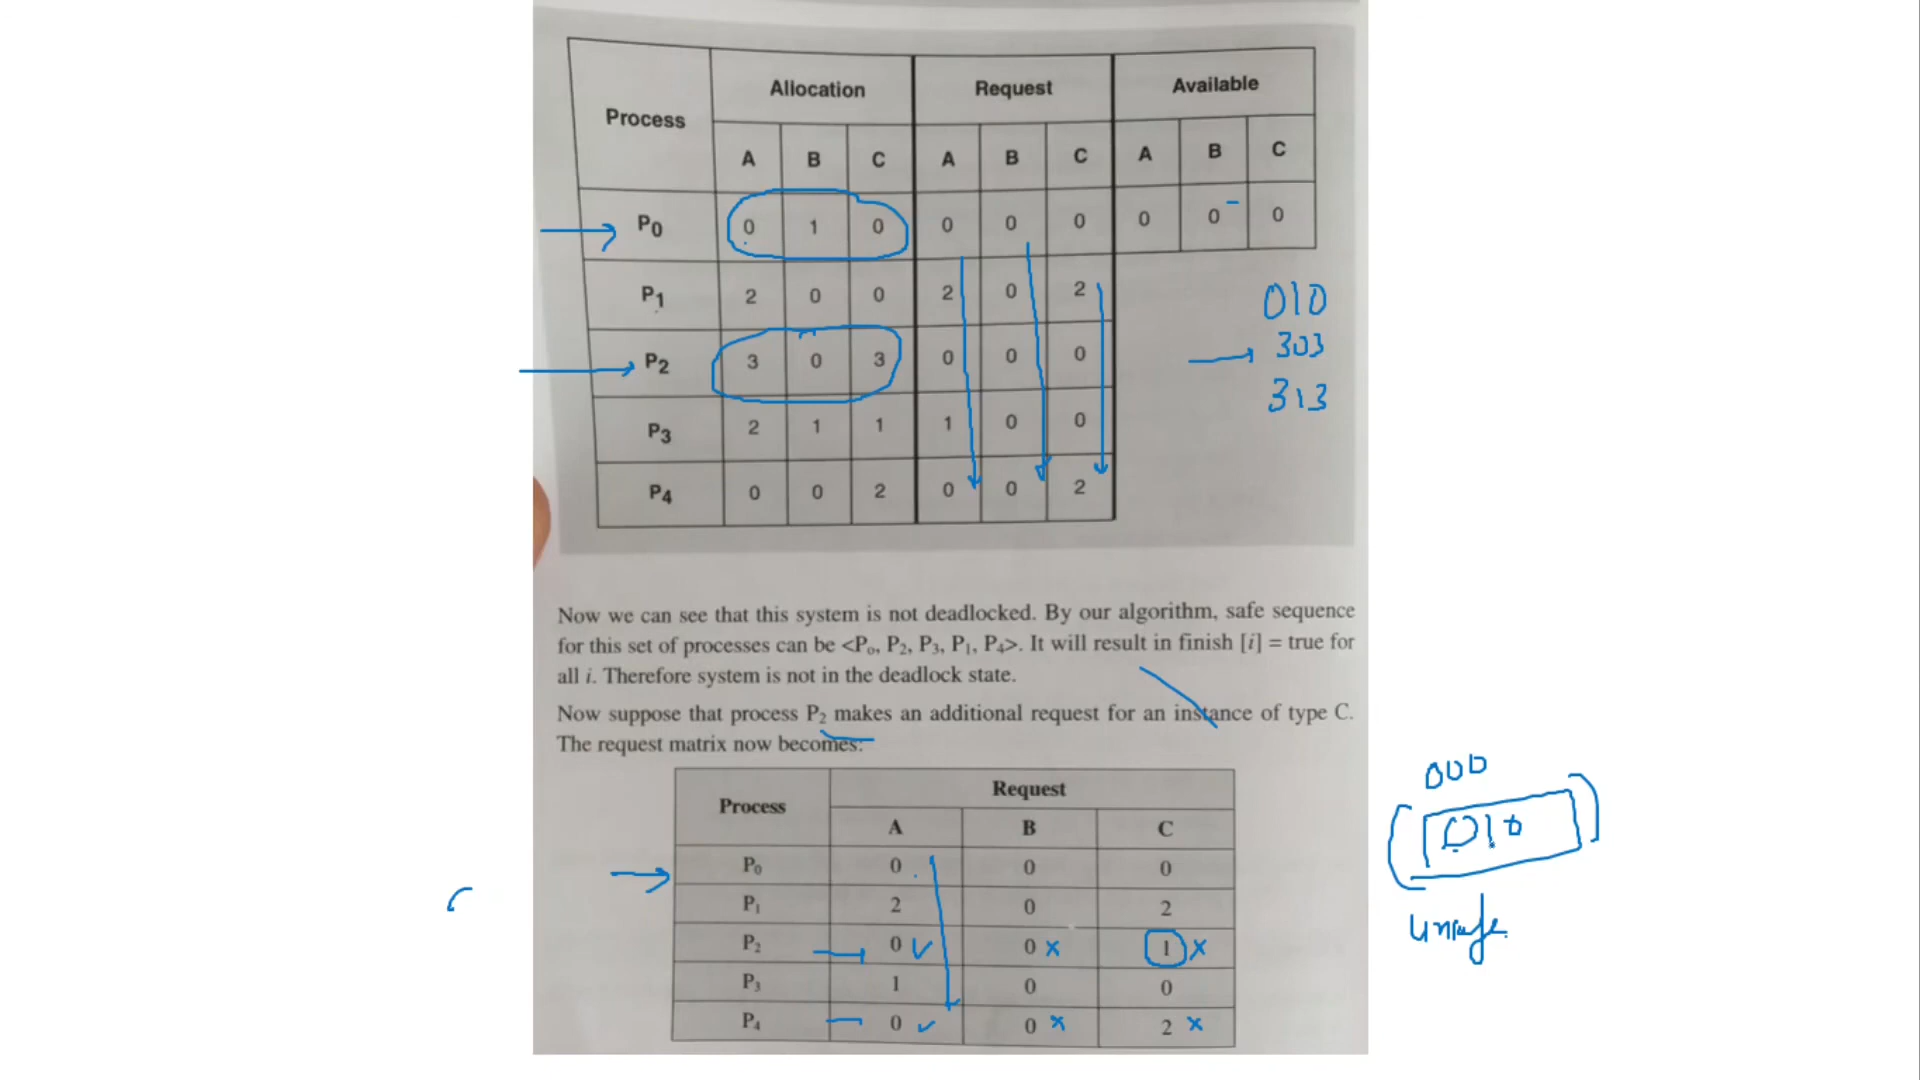 Process Allocation Request Available
A B C A B C A B C
P0 0 1 0 0 0 0 0 0 0
P1 2 0 0 2 0 2
P2 3 0 3 0 0 0
P3 2 1 1 1 0 0
P4 0 0 2 0 0 2
010
303
313
Now we can see that this system is not deadlocked. By our algorithm, safe sequence
for this set of processes can be <Po, P2, P3, P1, P4>. It will result in finish [i] = true for
all i. Therefore system is not in the deadlock state.
Now suppose that process P2 makes an additional request for an instance of type C.
The request matrix now becomes:
Process Request
A B C
P0 0 0 0
P1 2 0 2
P2 0 0 1
P3 1 0 0
P4 0 0 2
000
010
unsafe